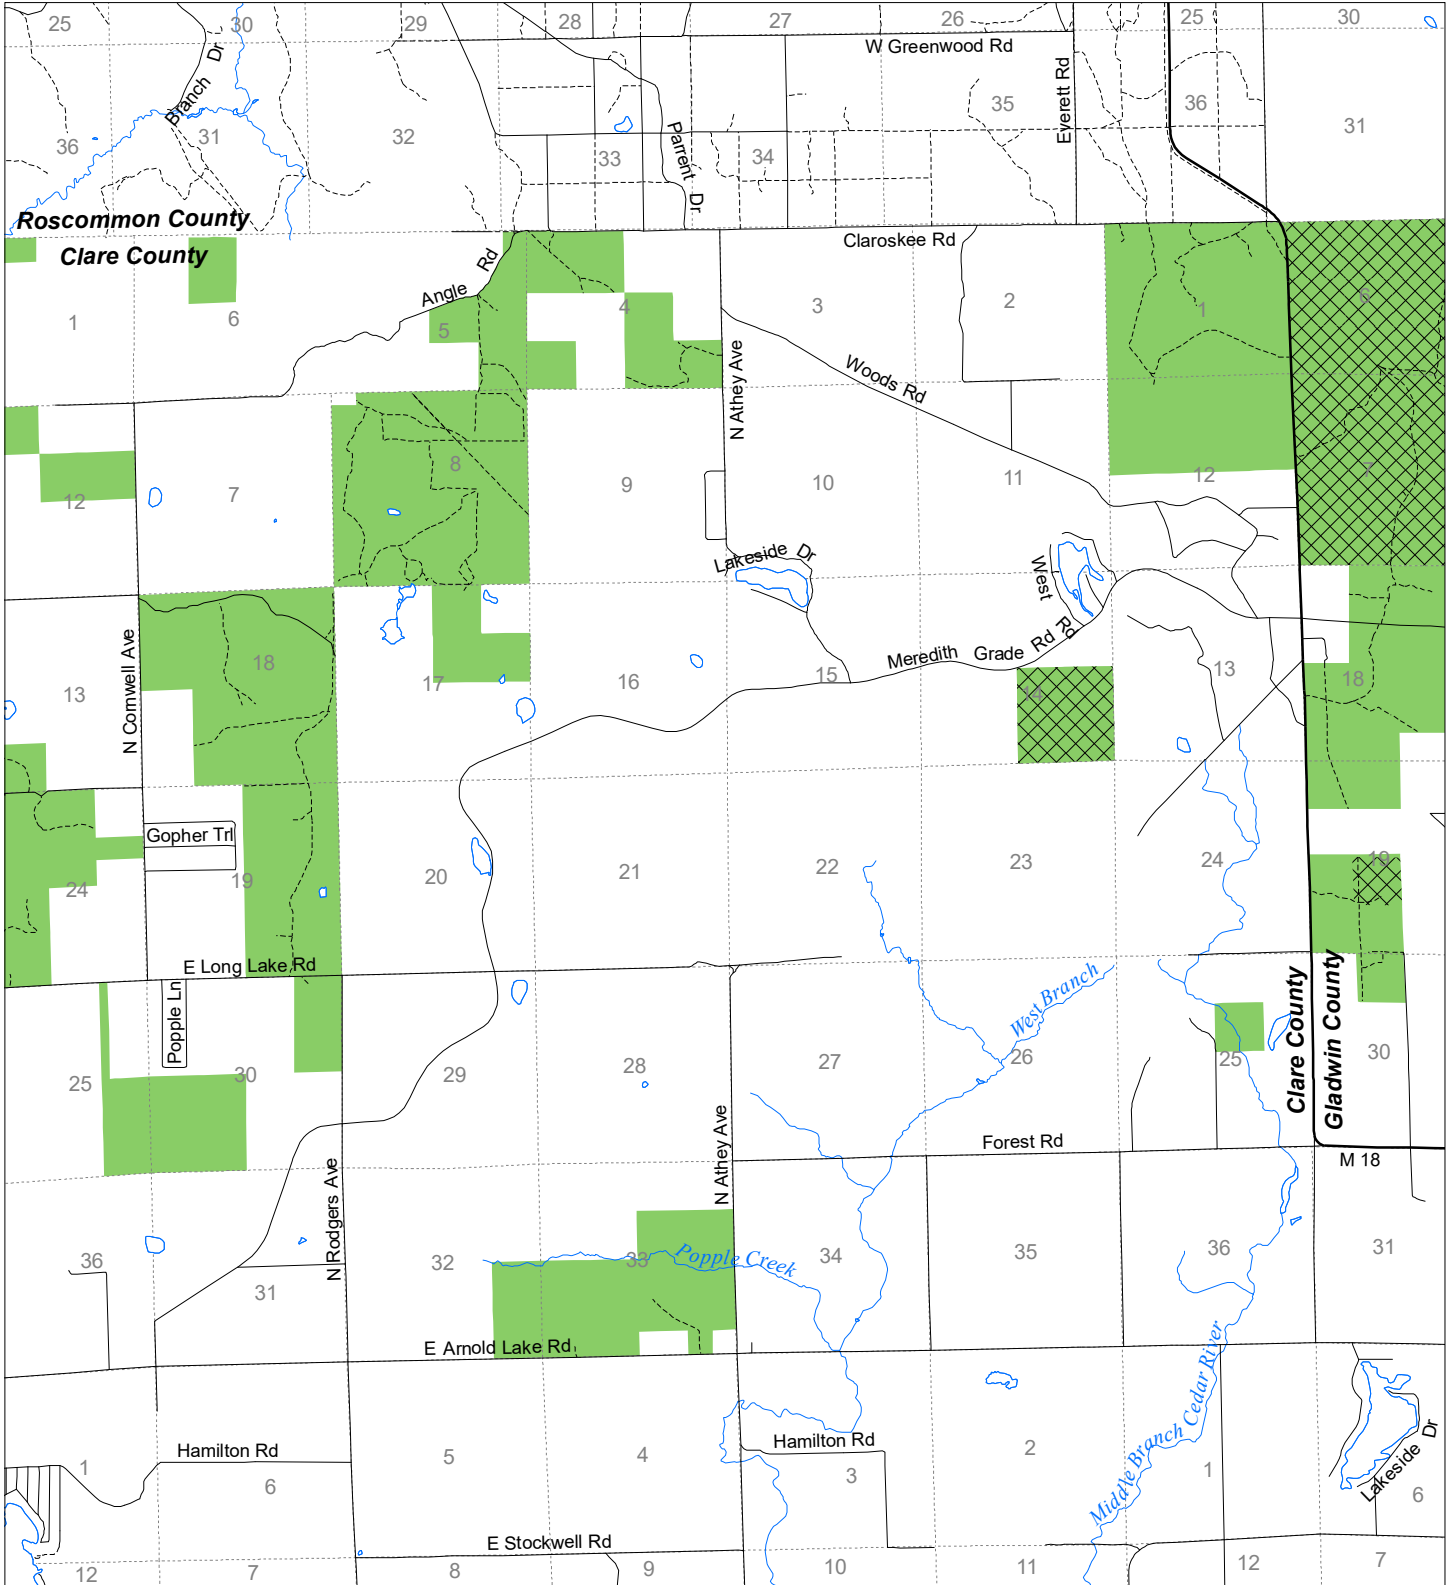 25
30
29
28
27
26
25
30
Branch Dr
W Greenwood Rd
Everett Rd
36
31
32
33
Parrent Dr
34
35
36
31
Roscommon County
Clare County
Claroskee Rd
Angle Rd
1
6
5
4
3
2
1
6
N Athey Ave
Woods Rd
12
7
8
9
10
11
12
7
Lakeside Dr
West Rd
Meredith Grade Rd
N Cornwell Ave
13
18
17
16
15
14
13
18
Gopher Trl
24
19
20
21
22
23
24
19
E Long Lake Rd
Popple Ln
West Branch
Clare County
Gladwin County
25
30
29
28
27
26
25
30
N Athey Ave
Forest Rd
M 18
N Rodgers Ave
36
31
32
33
Popple Creek
34
35
36
31
E Arnold Lake Rd
Middle Branch Cedar River
Hamilton Rd
Hamilton Rd
Lakeside Dr
1
6
5
4
3
2
1
6
E Stockwell Rd
12
7
8
9
10
11
12
7